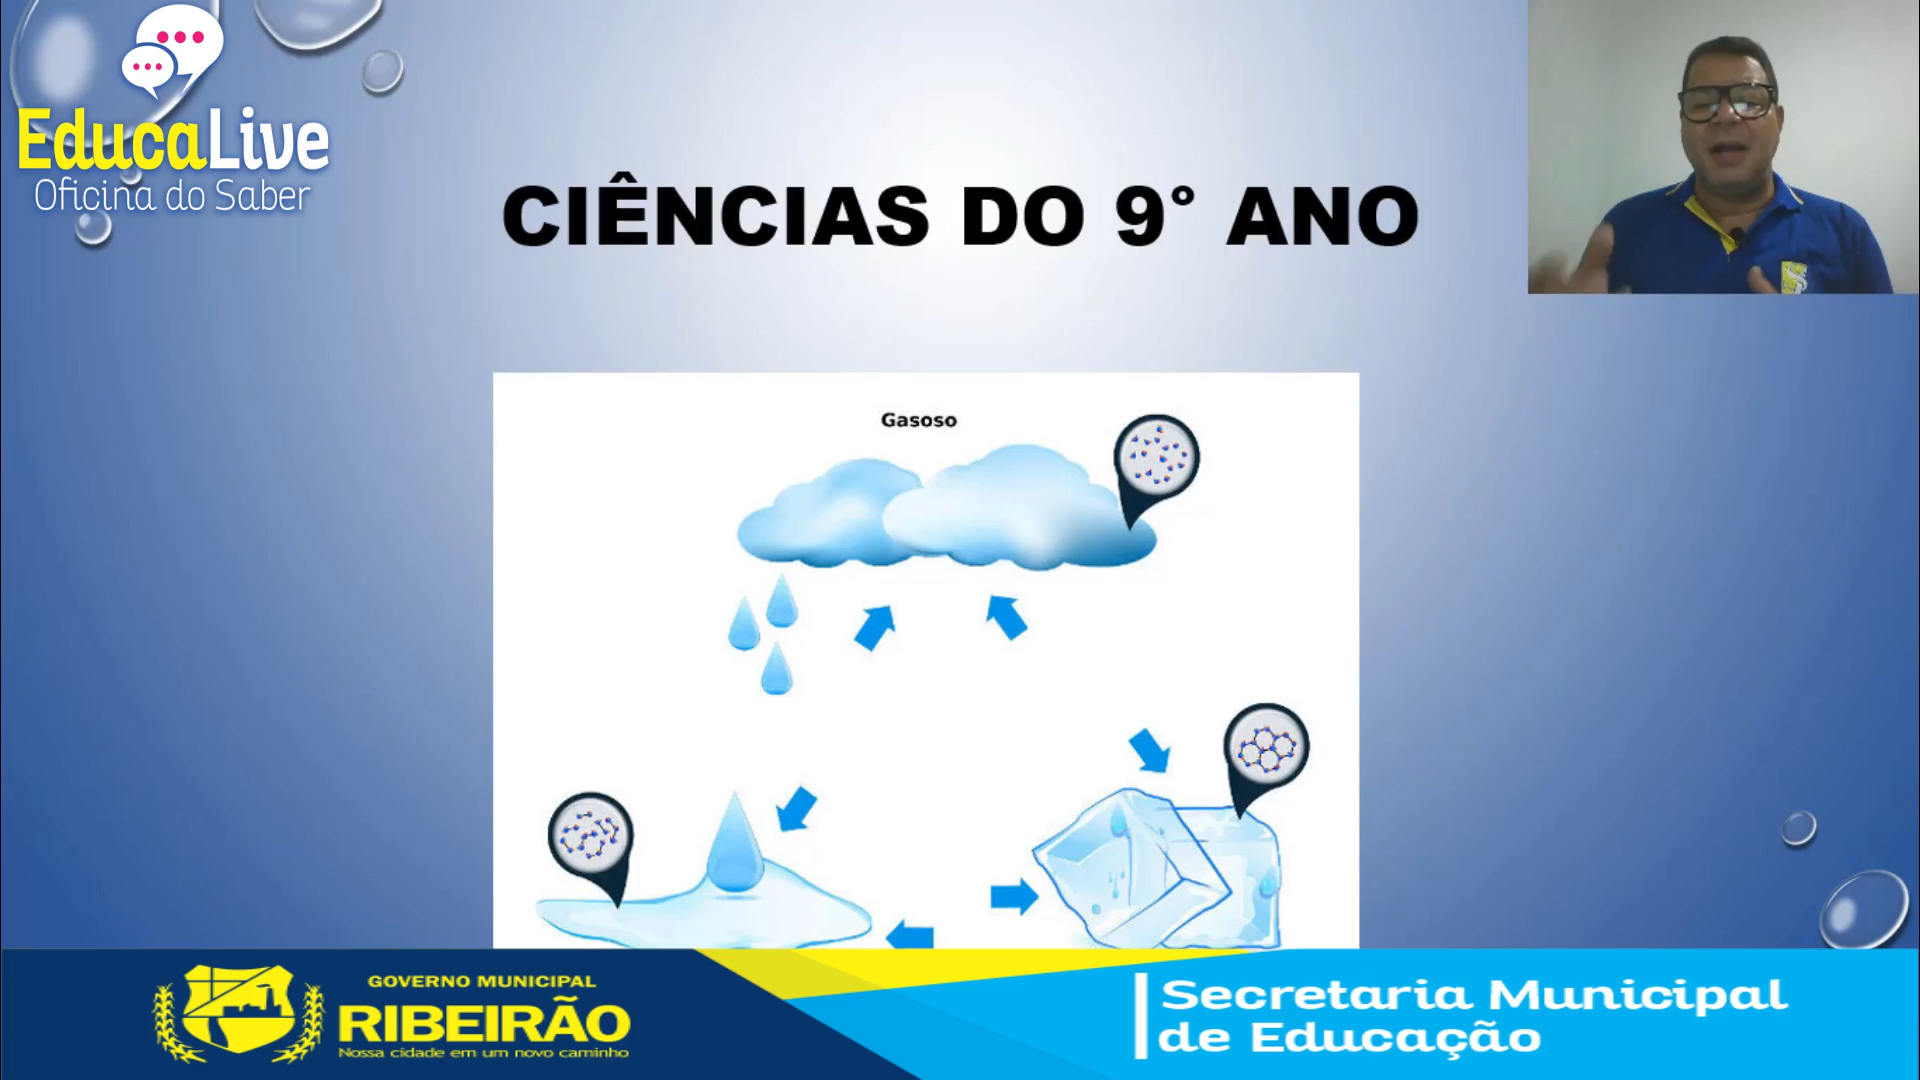 EducaLive
Oficina do Saber
CIÊNCIAS DO 9° ANO
Gasoso
GOVERNO MUNICIPAL
RIBEIRÃO
Nossa cidade em um novo caminho
Secretaria Municipal
de Educação